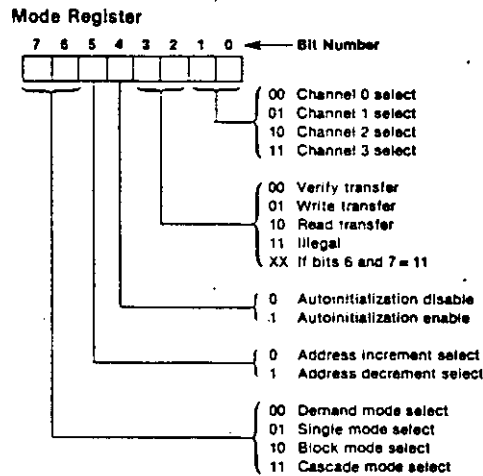 Mode Register
7 6 5 4 3 2 1 0 Bit Number
00 Channel 0 select
01 Channel 1 select
10 Channel 2 select
11 Channel 3 select
00 Verify transfer
01 Write transfer
10 Read transfer
11 Illegal
XX If bits 6 and 7 = 11
0 Autoinitialization disable
1 Autoinitialization enable
0 Address increment select
1 Address decrement select
00 Demand mode select
01 Single mode select
10 Block mode select
11 Cascade mode select